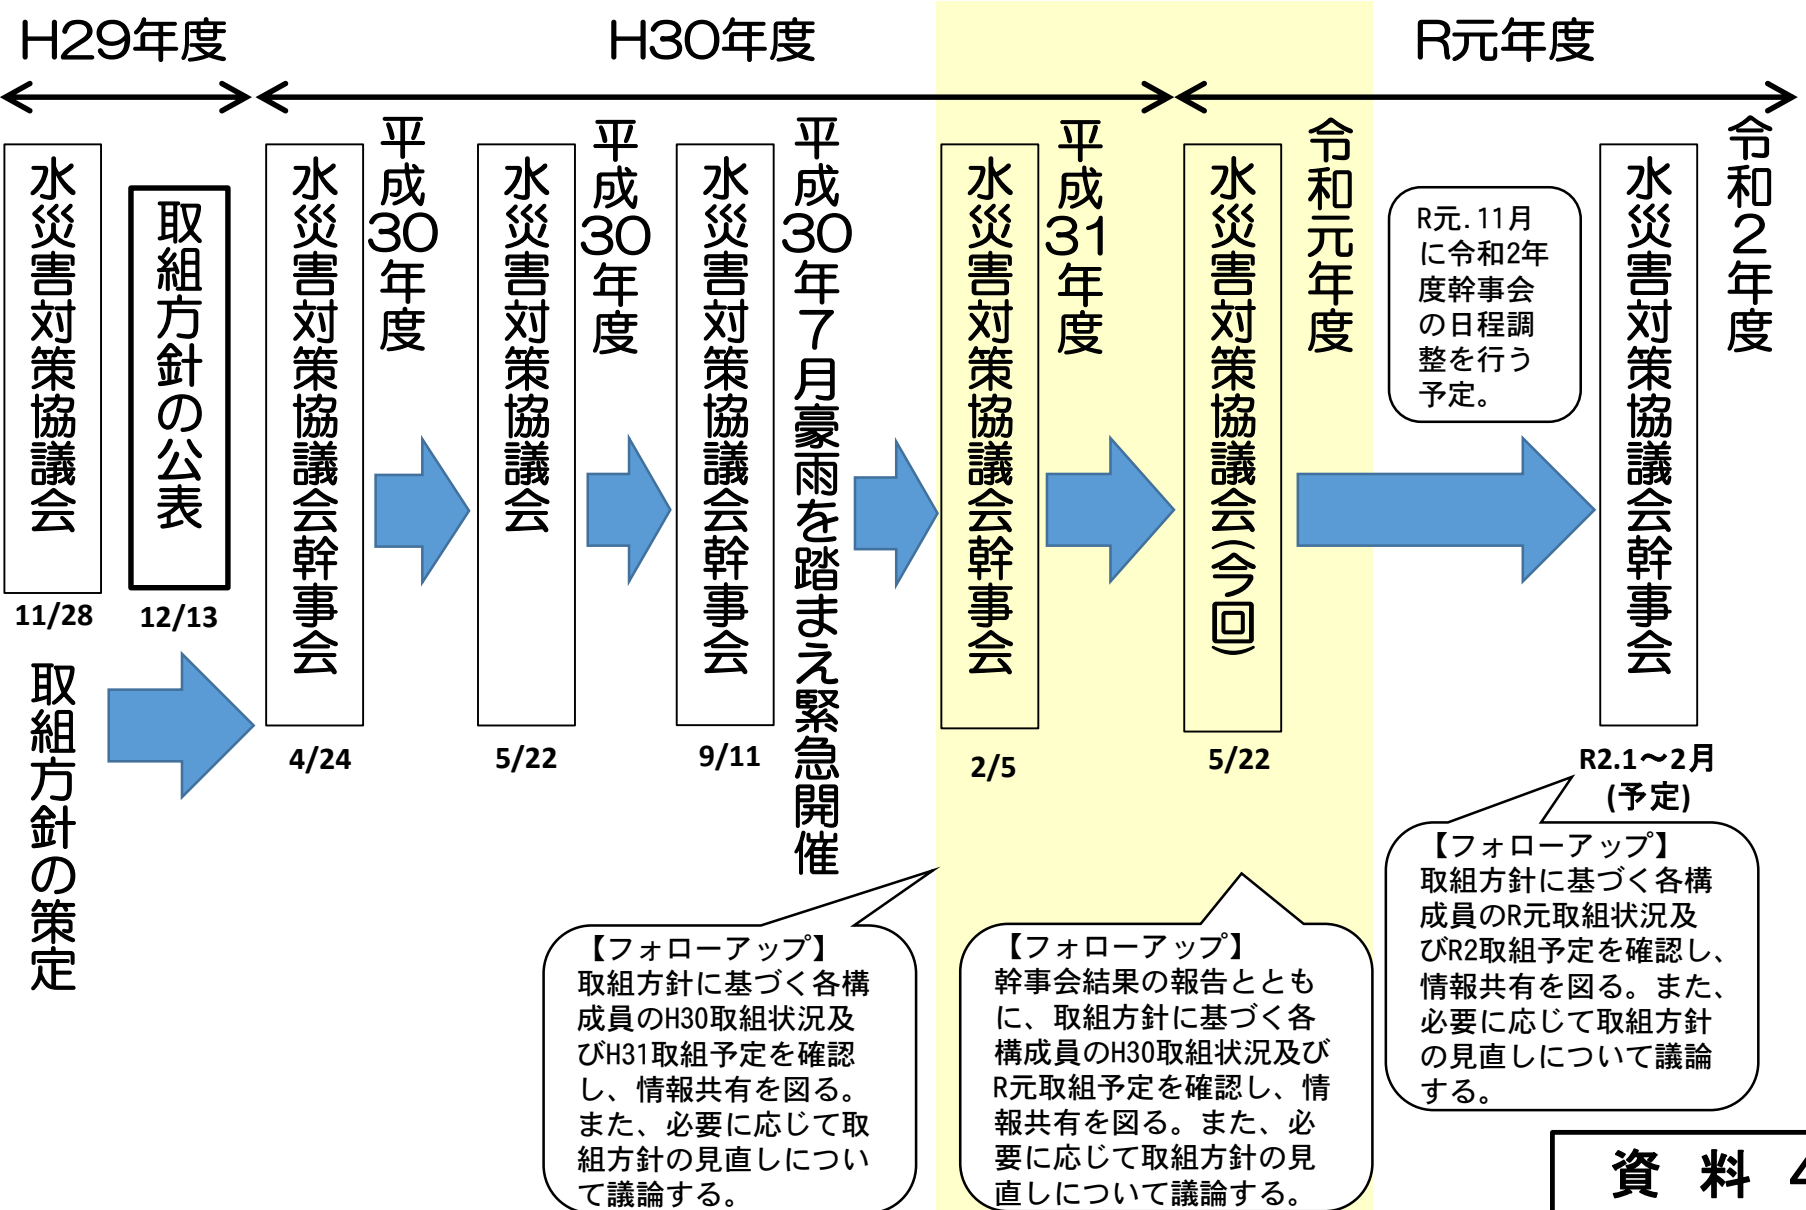 H29年度
H30年度
R元年度
水災害対策協議会
11/28
取組方針の策定
取組方針の公表
12/13
平成30年度
水災害対策協議会幹事会
4/24
平成30年度
水災害対策協議会
5/22
平成30年7月豪雨を踏まえ緊急開催
水災害対策協議会幹事会
9/11
平成31年度
水災害対策協議会幹事会
2/5
令和元年度
水災害対策協議会(今回)
5/22
R元.11月
に令和2年
度幹事会
の日程調
整を行う
予定。
令和2年度
水災害対策協議会幹事会
R2.1～2月
(予定)
【フォローアップ】
取組方針に基づく各構
成員のH30取組状況及
びH31取組予定を確認
し、情報共有を図る。
また、必要に応じて取
組方針の見直しについ
て議論する。
【フォローアップ】
幹事会結果の報告ととも
に、取組方針に基づく各
構成員のH30取組状況及び
R元取組予定を確認し、情
報共有を図る。また、必
要に応じて取組方針の見
直しについて議論する。
【フォローアップ】
取組方針に基づく各構
成員のR元取組状況及
びR2取組予定を確認し、
情報共有を図る。また、
必要に応じて取組方針
の見直しについて議論
する。
資 料 4